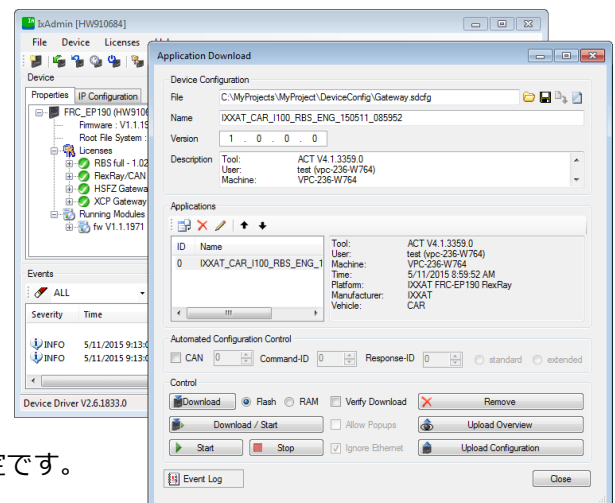 IxAdmin [HW910684]
File Device Licenses
Device
Properties IP Configuration
FRC_EP190
Firmware : V1.1.15
Root File System :
Licenses
RBS full - 1.02
FlexRay/CAN
HSFZ Gatewa
XCP Gateway
Running Modules
fw V1.1.1971
Events
ALL
Severity Time
INFO 5/11/2015 9:13:0
INFO 5/11/2015 9:13:0
Device Driver V2.6.1833.0
です。
Application Download
Device Configuration
File C:\MyProjects\MyProject\DeviceConfig\Gateway.sdcfg
Name IXXAT_CAR_I100_RBS_ENG_150511_085952
Version 1 . 0 . 0 . 0
Description Tool: ACT V4.1.3359.0
User: test (vpc-236-W764)
Machine: VPC-236-W764
Applications
ID Name
0 IXXAT_CAR_I100_RBS_ENG_1
Tool: ACT V4.1.3359.0
User: test (vpc-236-W764)
Machine: VPC-236-W764
Time: 5/11/2015 8:59:52 AM
Platform: IXXAT FRC-EP190 FlexRay
Manufacturer: IXXAT
Vehicle: CAR
Automated Configuration Control
CAN 0 Command-ID 0 Response-ID 0 standard extended
Control
Download Flash RAM Verify Download Remove
Download / Start Allow Popups Upload Overview
Start Stop Ignore Ethernet Upload Configuration
Event Log Close